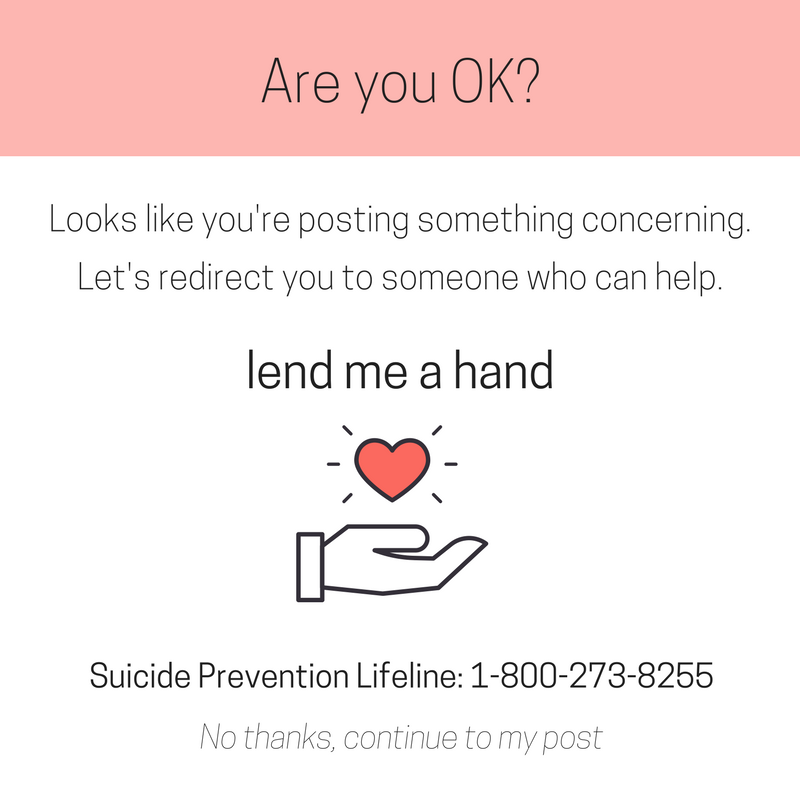 Are you OK?
Looks like you're posting something concerning.
Let's redirect you to someone who can help.
lend me a hand
Suicide Prevention Lifeline: 1-800-273-8255
No thanks, continue to my post